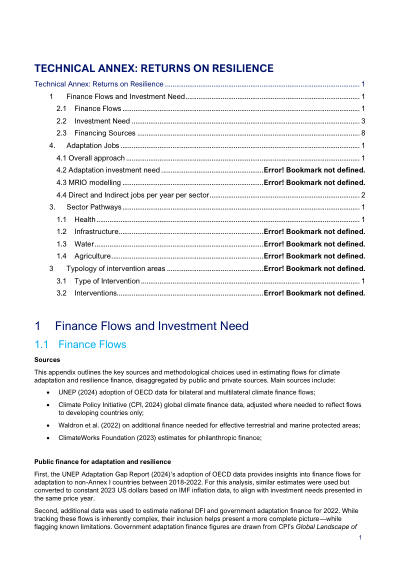 TECHNICAL ANNEX: RETURNS ON RESILIENCE
Technical Annex: Returns on Resilience ........ 1
1 Finance Flows and Investment Need ........ 1
2.1 Finance Flows ........ 1
2.2 Investment Need ........ 3
2.3 Financing Sources ........ 8
4. Adaptation Jobs ........ 1
4.1 Overall approach ........ 1
4.2 Adaptation investment need ........ Error! Bookmark not defined.
4.3 MRIO modelling ........ Error! Bookmark not defined.
4.4 Direct and Indirect jobs per year per sector ........ 2
3. Sector Pathways ........ 1
1.1 Health ........ 1
1.2 Infrastructure ........ Error! Bookmark not defined.
1.3 Water ........ Error! Bookmark not defined.
1.4 Agriculture ........ Error! Bookmark not defined.
3 Typology of intervention areas ........ Error! Bookmark not defined.
3.1 Type of Intervention ........ 1
3.2 Interventions ........ Error! Bookmark not defined.
1 Finance Flows and Investment Need
1.1 Finance Flows
Sources
This appendix outlines the key sources and methodological choices used in estimating flows for climate
adaptation and resilience finance, disaggregated by public and private sources. Main sources include:
• UNEP (2024) adoption of OECD data for bilateral and multilateral climate finance flows;
• Climate Policy Initiative (CPI, 2024) global climate finance data, adjusted where needed to reflect flows
to developing countries only;
• Waldron et al. (2022) on additional finance needed for effective terrestrial and marine protected areas;
• ClimateWorks Foundation (2023) estimates for philanthropic finance;
Public finance for adaptation and resilience
First, the UNEP Adaptation Gap Report (2024)'s adoption of OECD data provides insights into finance flows for
adaptation to non-Annex I countries between 2018-2022. For this analysis, similar estimates were used but
converted to constant 2023 US dollars based on IMF inflation data, to align with investment needs presented in
the same price year.
Second, additional data was used to estimate national DFI and government adaptation finance for 2022. While
tracking these flows is inherently complex, their inclusion helps present a more complete picture—while
flagging known limitations. Government adaptation finance figures are drawn from CPI's Global Landscape of
1